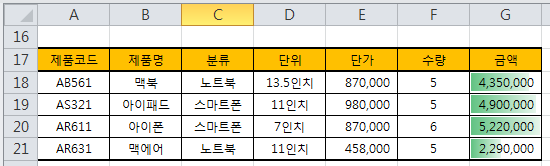 A B C D E F G
16
17 제품코드 제품명 분류 단위 단가 수량 금액
18 AB561 맥북 노트북 13.5인치 870,000 5 4,350,000
19 AS321 아이패드 스마트폰 11인치 980,000 5 4,900,000
20 AR611 아이폰 스마트폰 7인치 870,000 6 5,220,000
21 AR631 맥에어 노트북 11인치 458,000 5 2,290,000